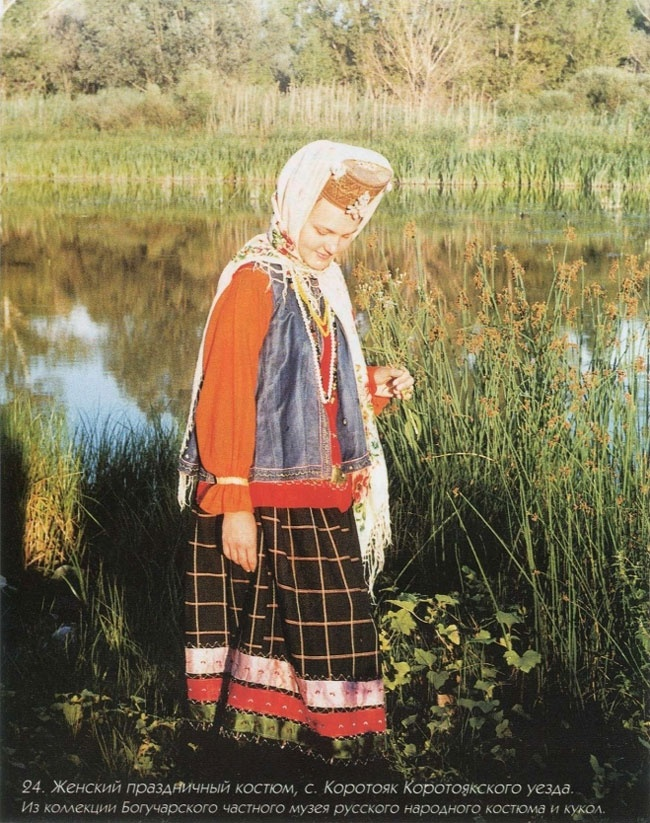 24. Женский праздничный костюм, с. Коротояк Коротоякского уезда.
Из коллекции Богучарского частного музея русского народного костюма и кукол.